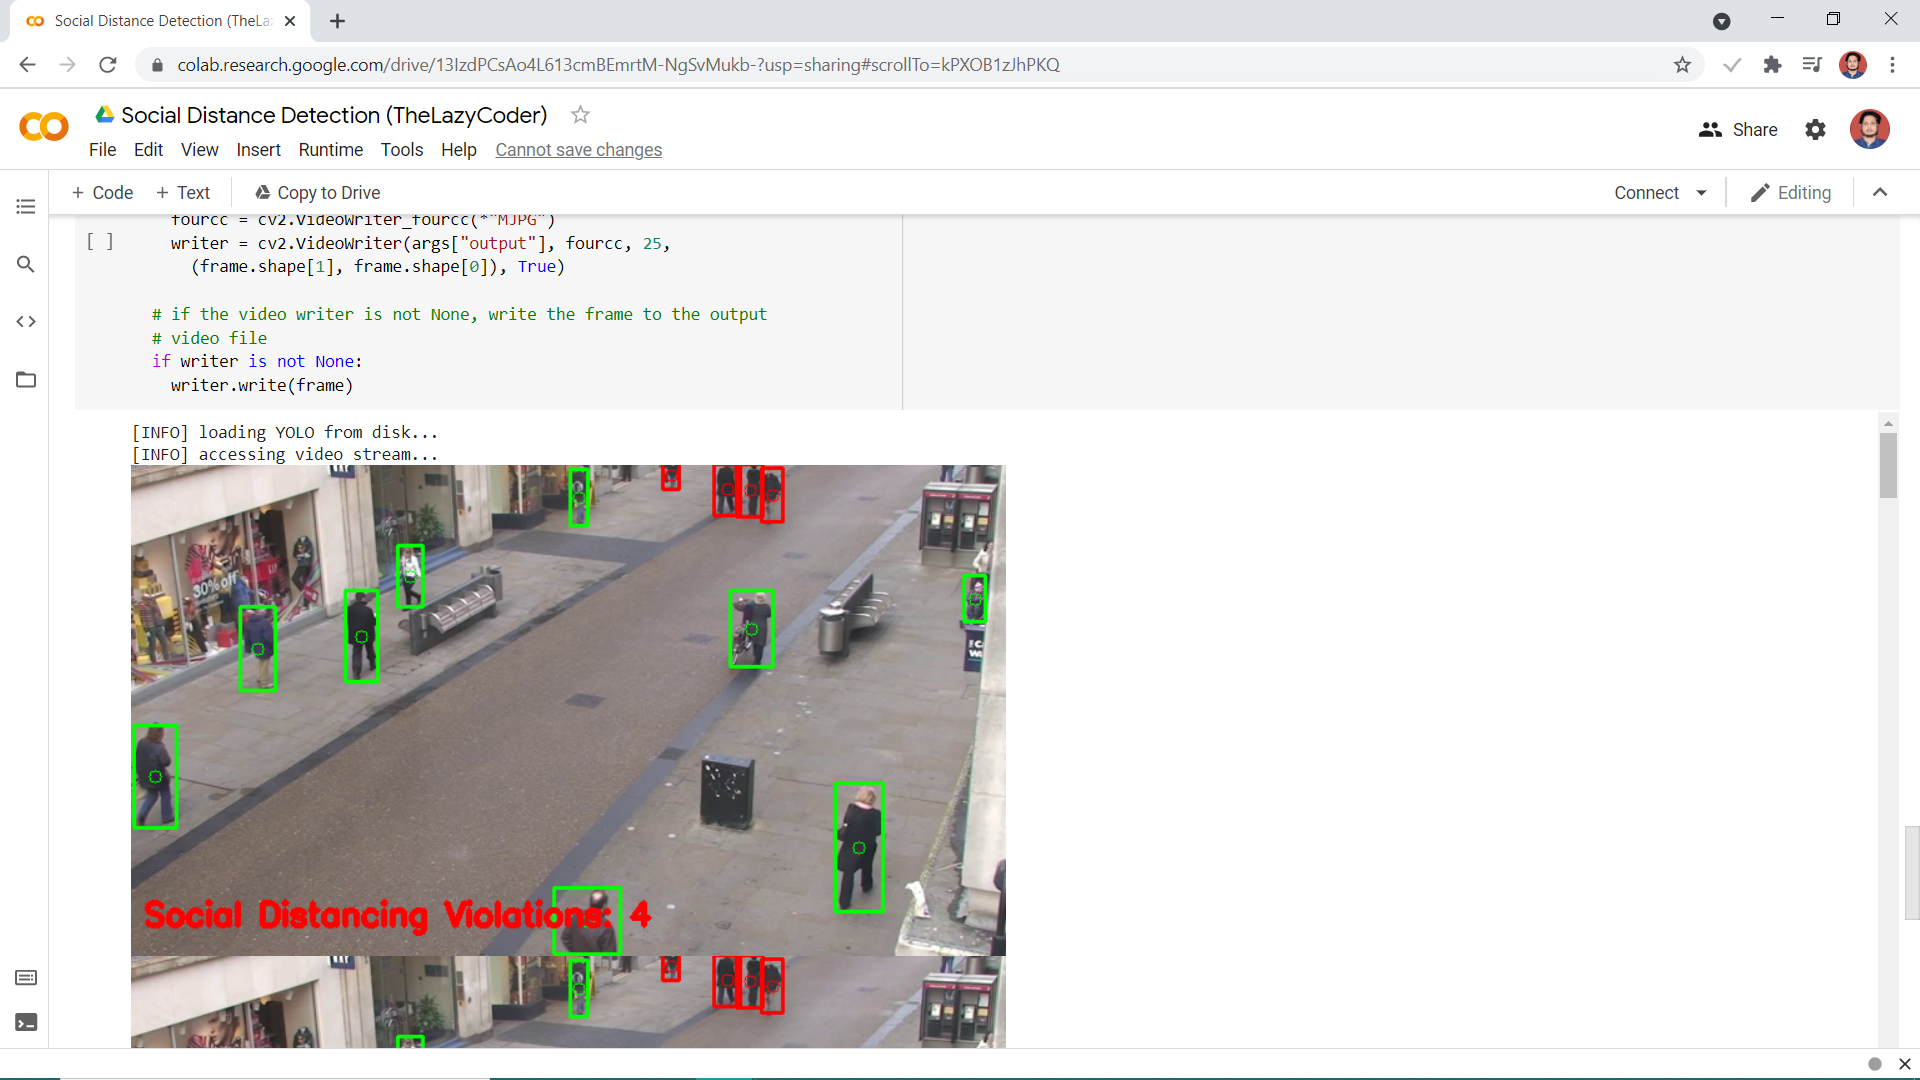 Social Distance Detection (TheLa
colab.research.google.com/drive/13IzdPCsAo4L613cmBEmrtM-NgSvMukb-?usp=sharing#scrollTo=kPXOB1zJhPKQ
Social Distance Detection (TheLazyCoder)
Share
File Edit View Insert Runtime Tools Help Cannot save changes
+ Code + Text Copy to Drive Connect Editing
fourcc = cv2.VideoWriter_fourcc(*"MJPG")
[ ] writer = cv2.VideoWriter(args["output"], fourcc, 25,
(frame.shape[1], frame.shape[0]), True)
# if the video writer is not None, write the frame to the output
# video file
if writer is not None:
writer.write(frame)
[INFO] loading YOLO from disk...
[INFO] accessing video stream...
30% off
Social Distancing Violations: 4